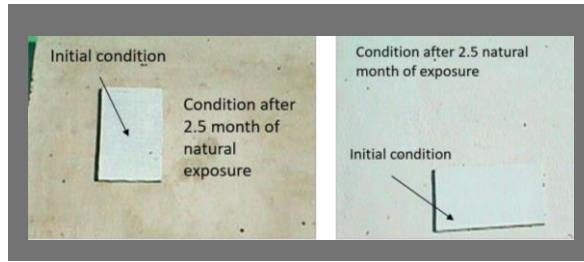 Initial condition
Condition after
2.5 month of
natural
exposure
Condition after 2.5 natural
month of exposure
Initial condition